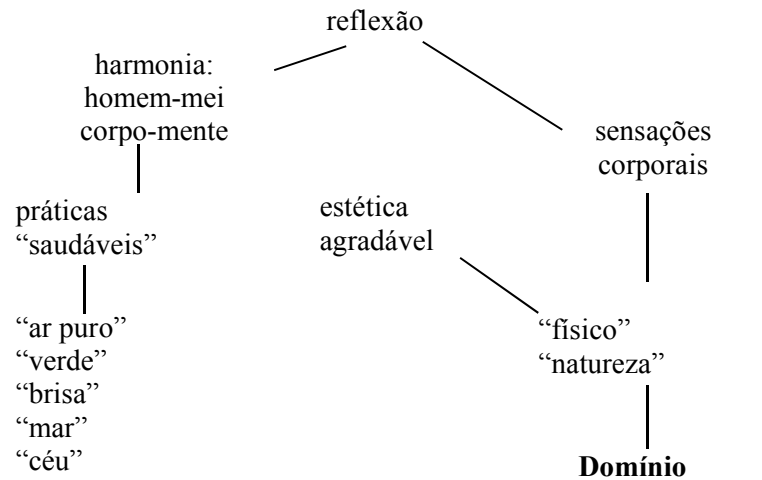 reflexão
harmonia:
homem-mei
corpo-mente
sensações
corporais
práticas
“saudáveis”
estética
agradável
“ar puro”
“verde”
“brisa”
“mar”
“céu”
“físico”
“natureza”
Domínio